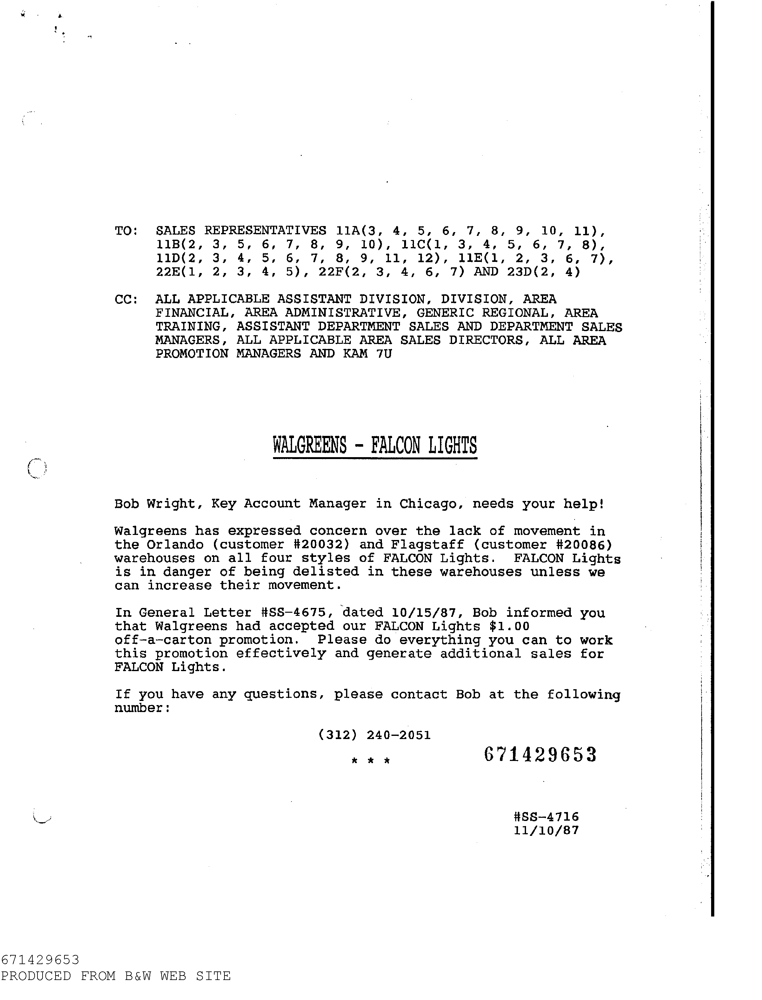 TO: SALES REPRESENTATIVES 11A(3, 4, 5, 6, 7, 8, 9, 10, 11),
11B(2, 3, 5, 6, 7, 8, 9, 10), 11C(1, 3, 4, 5, 6, 7, 8),
11D(2, 3, 4, 5, 6, 7, 8, 9, 11, 12), 11E(1, 2, 3, 6, 7),
22E(1, 2, 3, 4, 5), 22F(2, 3, 4, 6, 7) AND 23D(2, 4)
CC: ALL APPLICABLE ASSISTANT DIVISION, DIVISION, AREA
FINANCIAL, AREA ADMINISTRATIVE, GENERIC REGIONAL, AREA
TRAINING, ASSISTANT DEPARTMENT SALES AND DEPARTMENT SALES
MANAGERS, ALL APPLICABLE AREA SALES DIRECTORS, ALL AREA
PROMOTION MANAGERS AND KAM 7U
WALGREENS - FALCON LIGHTS
Bob Wright, Key Account Manager in Chicago, needs your help!
Walgreens has expressed concern over the lack of movement in
the Orlando (customer #20032) and Flagstaff (customer #20086)
warehouses on all four styles of FALCON Lights. FALCON Lights
is in danger of being delisted in these warehouses unless we
can increase their movement.
In General Letter #SS-4675, dated 10/15/87, Bob informed you
that Walgreens had accepted our FALCON Lights $1.00
off-a-carton promotion. Please do everything you can to work
this promotion effectively and generate additional sales for
FALCON Lights.
If you have any questions, please contact Bob at the following
number:
(312) 240-2051
* * *
671429653
#SS-4716
11/10/87
671429653
PRODUCED FROM B&W WEB SITE